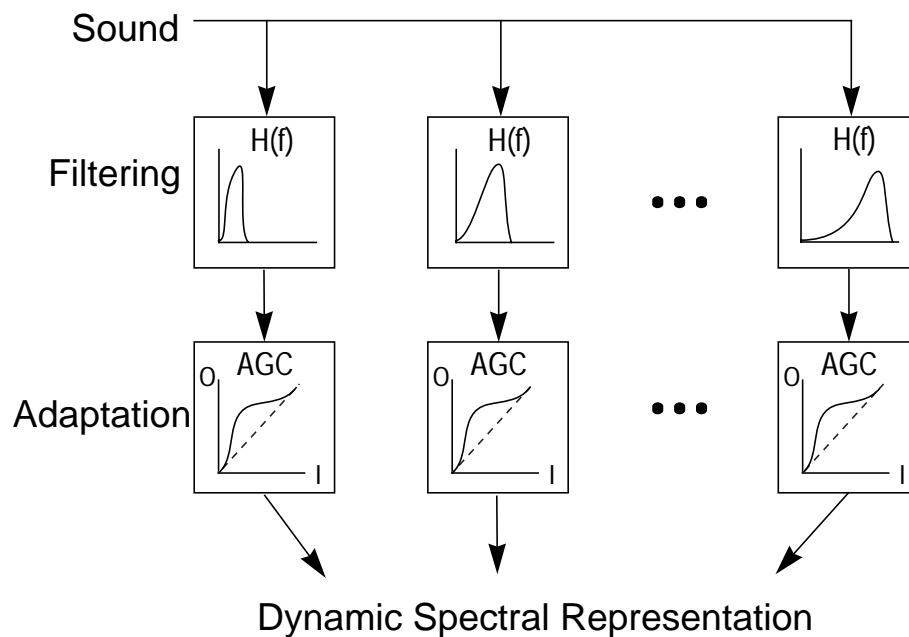 Sound
Filtering
H(f)
H(f)
H(f)
Adaptation
AGC
O
I
AGC
O
I
AGC
O
I
Dynamic Spectral Representation